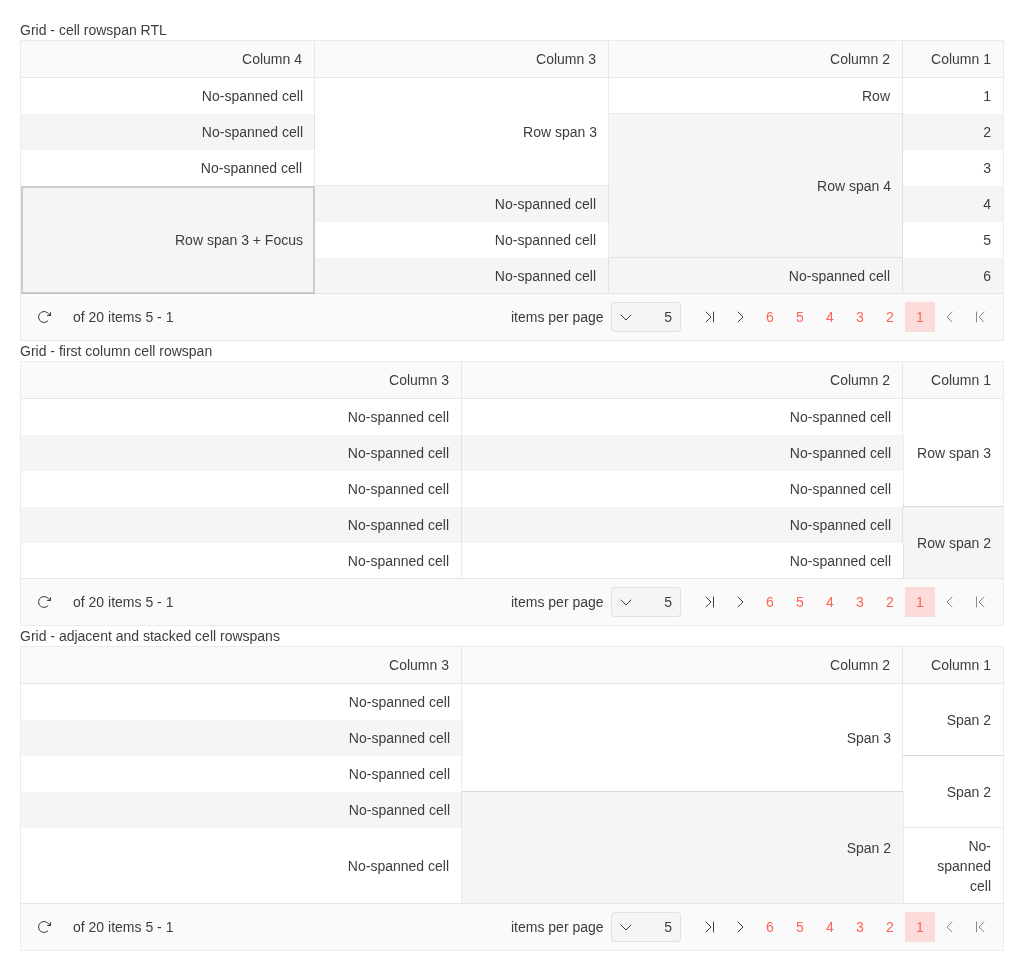 Grid - cell rowspan RTL
Column 4 Column 3 Column 2 Column 1
No-spanned cell Row 1
No-spanned cell Row span 3 2
No-spanned cell 3
Row span 4
No-spanned cell 4
Row span 3 + Focus No-spanned cell 5
No-spanned cell No-spanned cell 6
of 20 items 5 - 1 items per page 5 6 5 4 3 2 1
Grid - first column cell rowspan
Column 3 Column 2 Column 1
No-spanned cell No-spanned cell
No-spanned cell No-spanned cell Row span 3
No-spanned cell No-spanned cell
No-spanned cell No-spanned cell
Row span 2
No-spanned cell No-spanned cell
of 20 items 5 - 1 items per page 5 6 5 4 3 2 1
Grid - adjacent and stacked cell rowspans
Column 3 Column 2 Column 1
No-spanned cell
Span 2
No-spanned cell Span 3
No-spanned cell
Span 2
No-spanned cell
Span 2
No-spanned cell
No-
spanned
cell
of 20 items 5 - 1 items per page 5 6 5 4 3 2 1